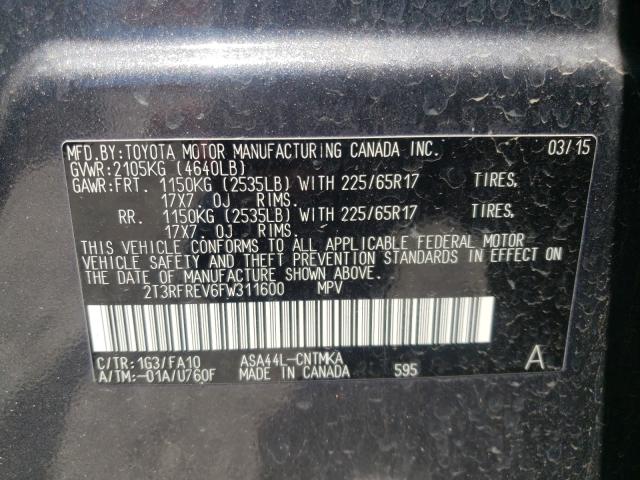 MFD.BY:TOYOTA MOTOR MANUFACTURING CANADA INC. 03/15
GVWR:2105KG (4640LB)
GAWR:FRT. 1150KG (2535LB) WITH 225/65R17 TIRES,
17X7.0J RIMS.
RR. 1150KG (2535LB) WITH 225/65R17 TIRES,
17X7.0J RIMS.
THIS VEHICLE CONFORMS TO ALL APPLICABLE FEDERAL MOTOR
VEHICLE SAFETY AND THEFT PREVENTION STANDARDS IN EFFECT ON
THE DATE OF MANUFACTURE SHOWN ABOVE.
2T3RFREV6FW311600 MPV
C/TR:1G3/FA10 ASA44L-CNTMKA A
A/TM:-01A/U760F MADE IN CANADA 595